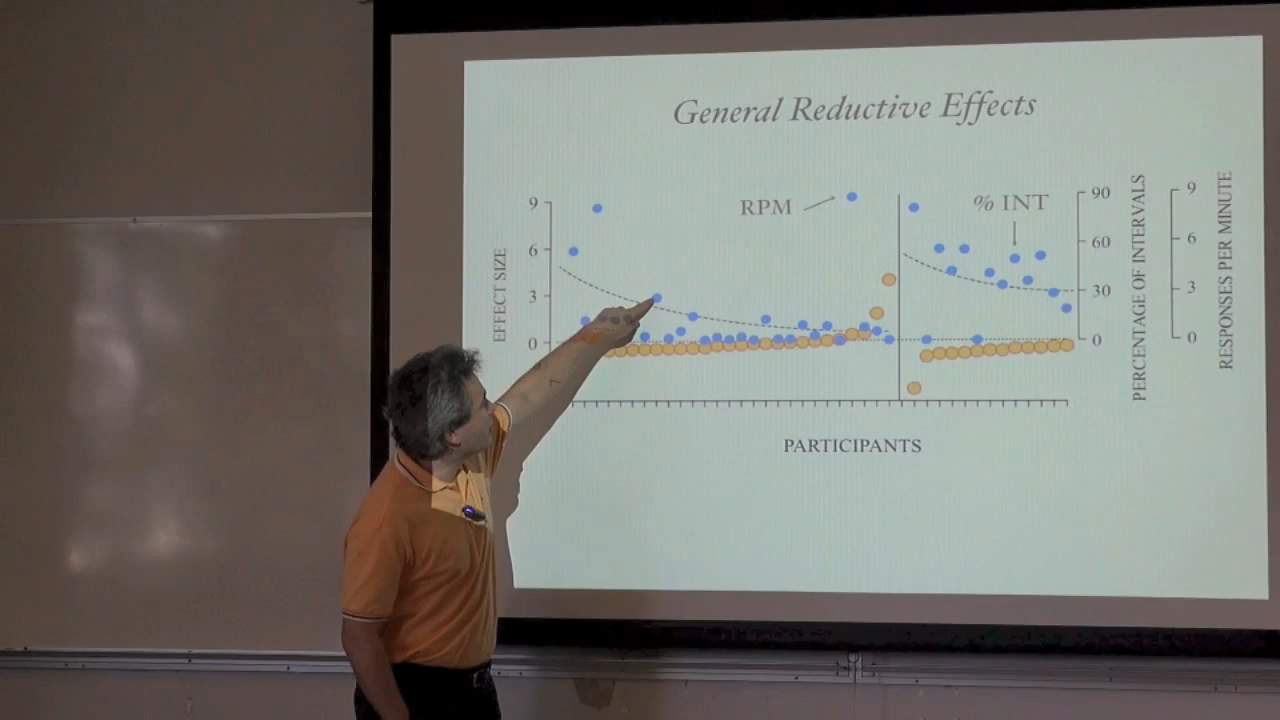 General Reductive Effects
RPM
% INT
EFFECT SIZE
9
6
3
0
90
60
30
0
PERCENTAGE OF INTERVALS
9
6
3
0
RESPONSES PER MINUTE
PARTICIPANTS